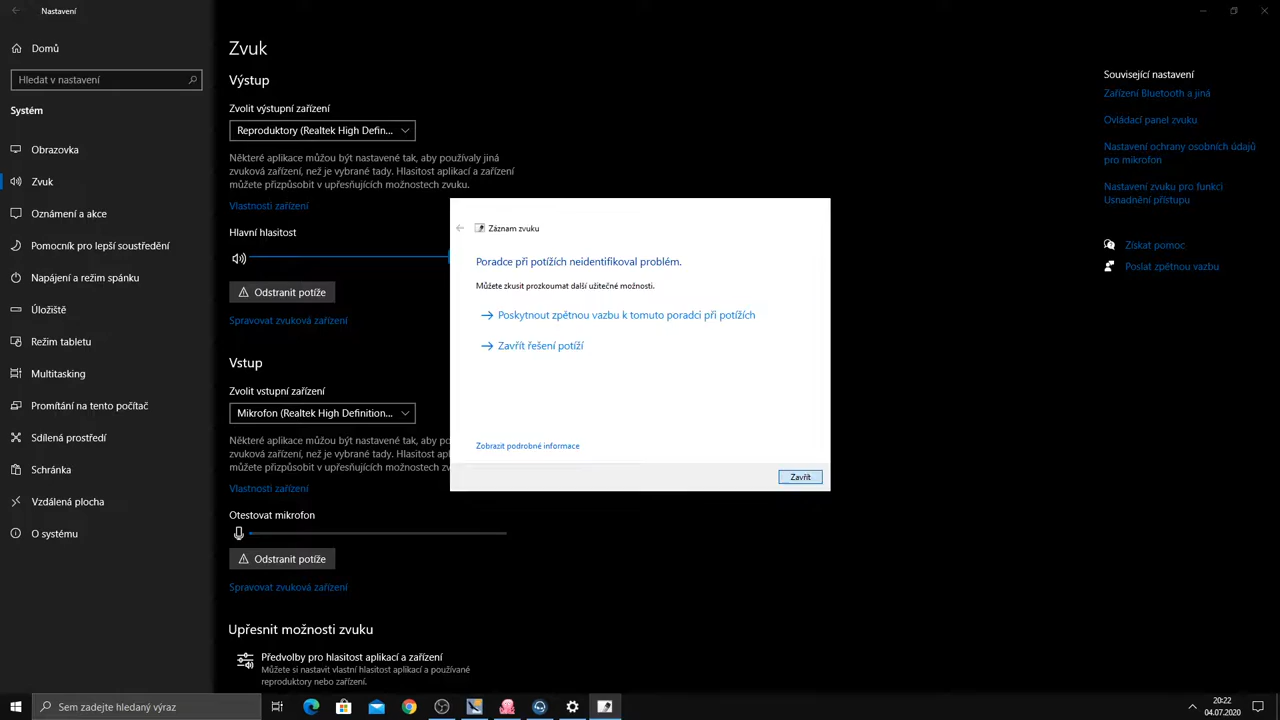 Nastavení
Domů
Hledat v nastavení
Systém
Obrazovka
Zvuk
Oznámení a akce
Pomocník pro lepší soustředění
Napájení a režim spánku
Úložiště
Režim tabletu
Multitasking
Promítání na tento počítač
Sdílená prostředí
Schránka
Vzdálená plocha
O systému
Zvuk
Výstup
Zvolit výstupní zařízení
Reproduktory (Realtek High Defin...
Některé aplikace můžou být nastavené tak, aby používaly jiná
zvuková zařízení, než je vybrané tady. Hlasitost aplikací a zařízení
můžete přizpůsobit v upřesňujících možnostech zvuku.
Vlastnosti zařízení
Hlavní hlasitost
Odstranit potíže
Spravovat zvuková zařízení
Vstup
Zvolit vstupní zařízení
Mikrofon (Realtek High Definition...
Některé aplikace můžou být nastavené tak, aby po
zvuková zařízení, než je vybrané tady. Hlasitost ap
můžete přizpůsobit v upřesňujících možnostech zv
Vlastnosti zařízení
Otestovat mikrofon
Odstranit potíže
Spravovat zvuková zařízení
Upřesnit možnosti zvuku
Předvolby pro hlasitost aplikací a zařízení
Můžete si nastavit vlastní hlasitost aplikací a používané
reproduktory nebo zařízení.
Záznam zvuku
Poradce při potížích neidentifikoval problém.
Můžete zkusit prozkoumat další užitečné možnosti.
Poskytnout zpětnou vazbu k tomuto poradci při potížích
Zavřít řešení potíží
Zobrazit podrobné informace
Zavřít
Související nastavení
Zařízení Bluetooth a jiná
Ovládací panel zvuku
Nastavení ochrany osobních údajů
pro mikrofon
Nastavení zvuku pro funkci
Usnadnění přístupu
Získat pomoc
Poslat zpětnou vazbu
Sem zadejte hledaný výraz
20:22
04.07.2020